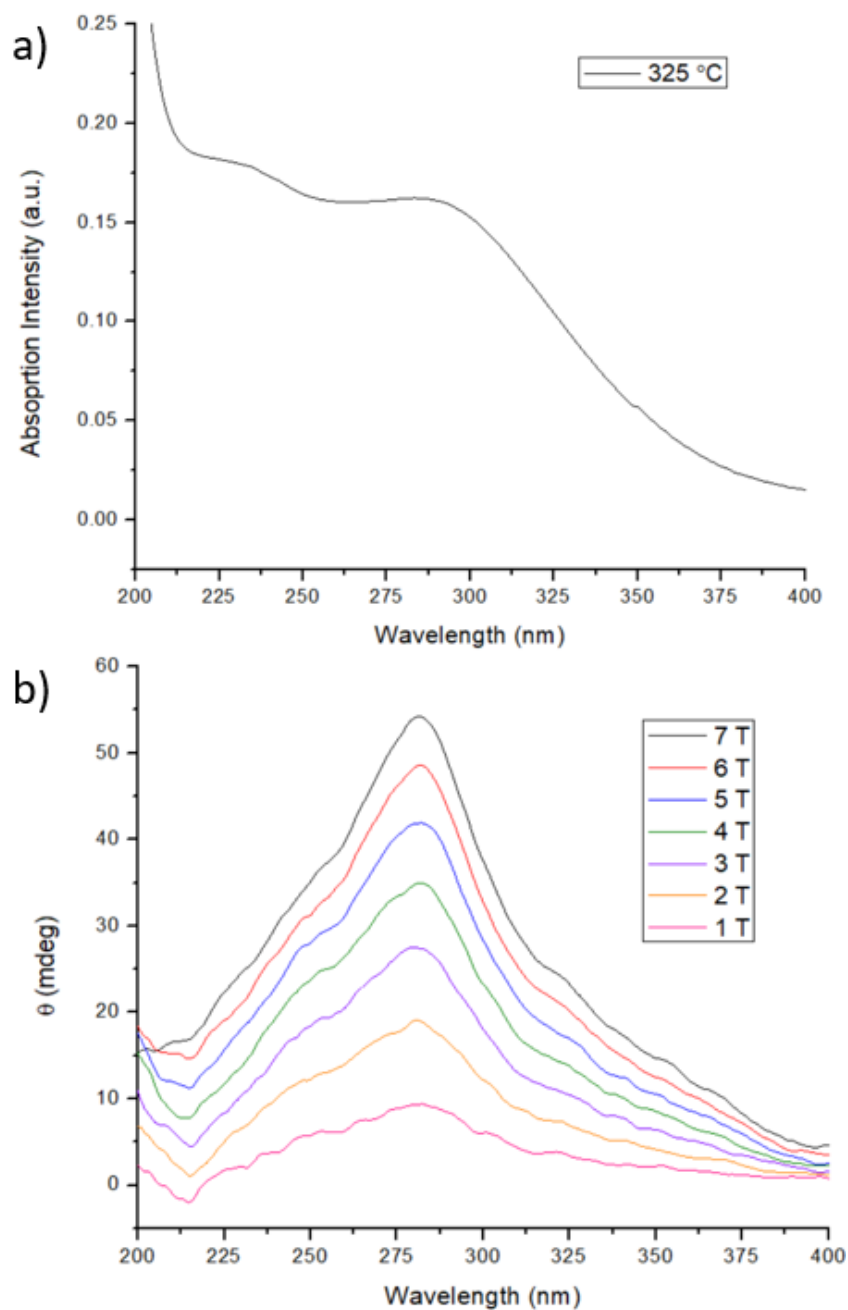 a)
0.25
0.20
0.15
0.10
0.05
0.00
Absoprtion Intensity (a.u.)
325 °C
200 225 250 275 300 325 350 375 400
Wavelength (nm)
b)
60
50
40
30
20
10
0
θ (mdeg)
7 T
6 T
5 T
4 T
3 T
2 T
1 T
200 225 250 275 300 325 350 375 400
Wavelength (nm)